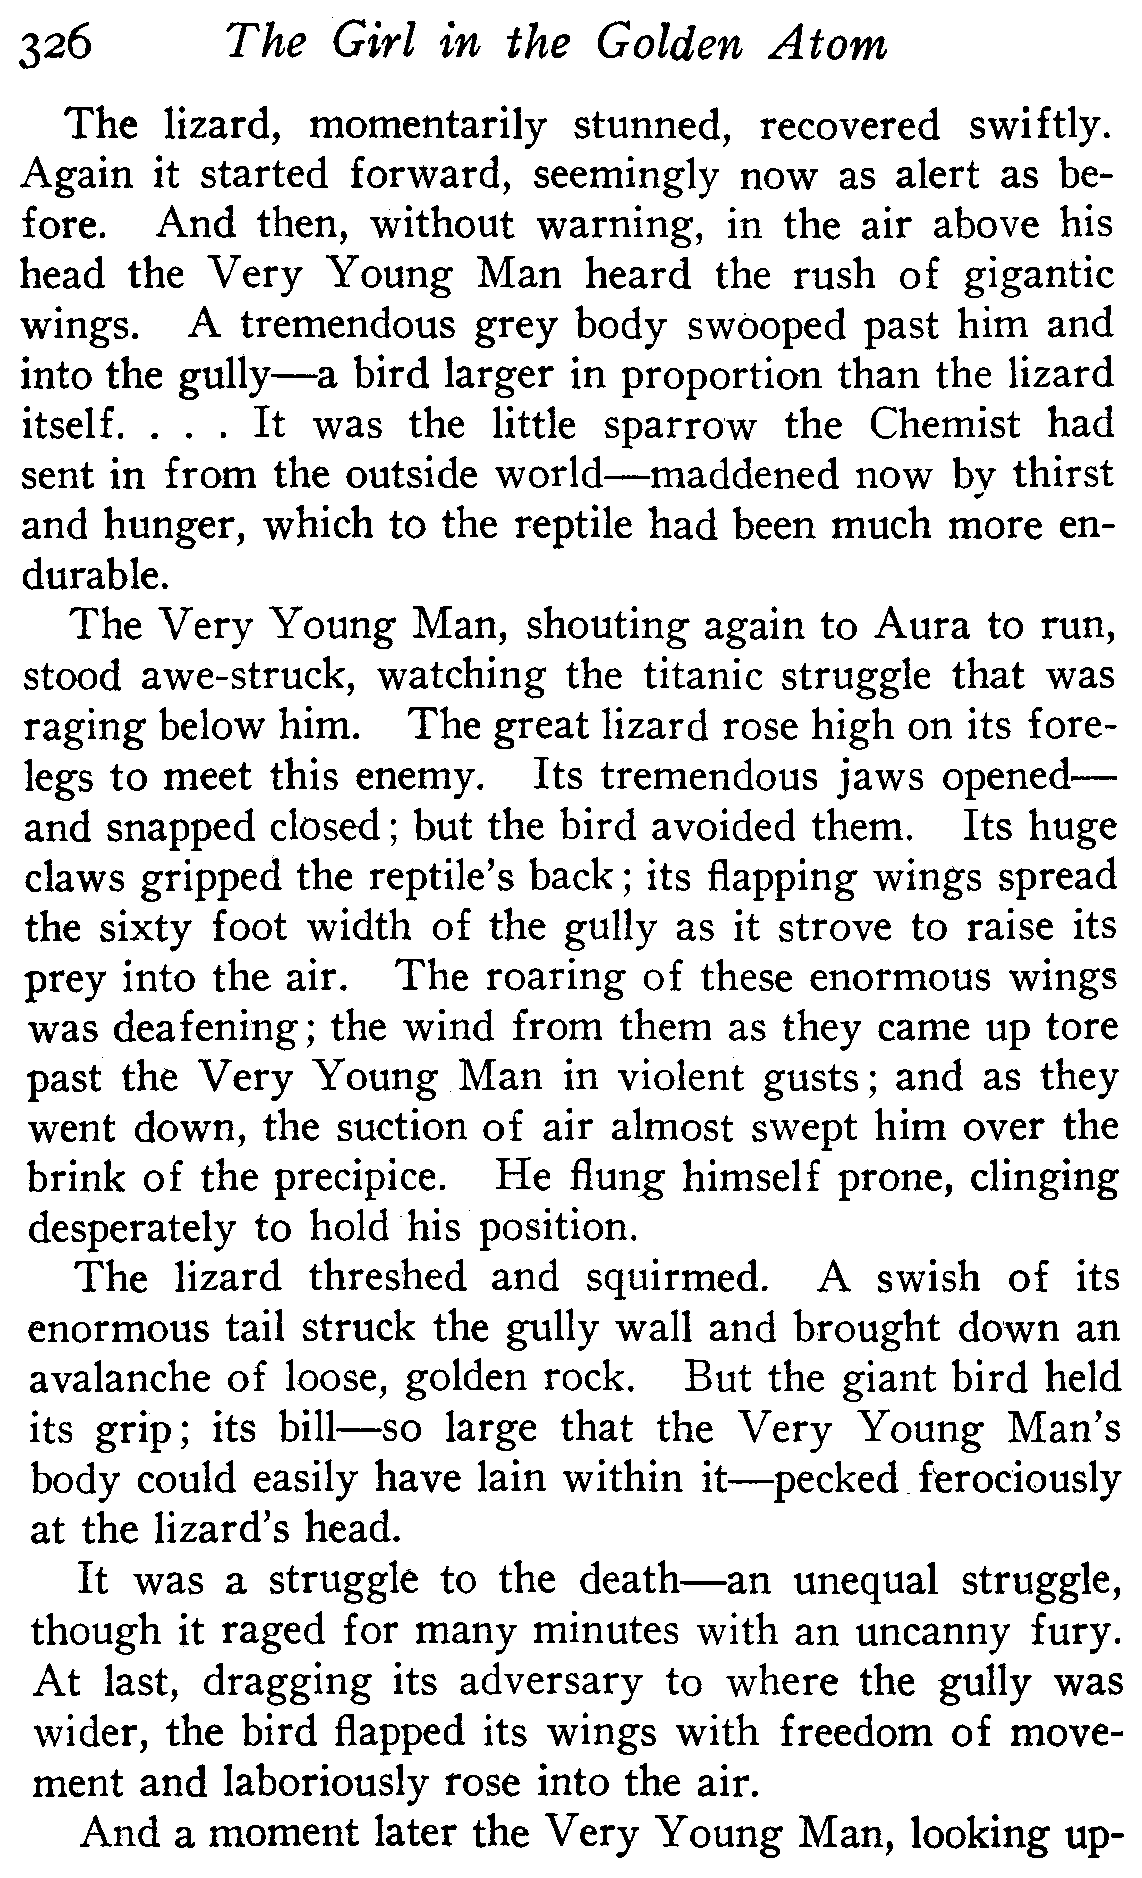 326 The Girl in the Golden Atom
The lizard, momentarily stunned, recovered swiftly.
Again it started forward, seemingly now as alert as be-
fore. And then, without warning, in the air above his
head the Very Young Man heard the rush of gigantic
wings. A tremendous grey body swooped past him and
into the gully—a bird larger in proportion than the lizard
itself. . . . It was the little sparrow the Chemist had
sent in from the outside world—maddened now by thirst
and hunger, which to the reptile had been much more en-
durable.
The Very Young Man, shouting again to Aura to run,
stood awe-struck, watching the titanic struggle that was
raging below him. The great lizard rose high on its fore-
legs to meet this enemy. Its tremendous jaws opened—
and snapped closed; but the bird avoided them. Its huge
claws gripped the reptile's back; its flapping wings spread
the sixty foot width of the gully as it strove to raise its
prey into the air. The roaring of these enormous wings
was deafening; the wind from them as they came up tore
past the Very Young Man in violent gusts; and as they
went down, the suction of air almost swept him over the
brink of the precipice. He flung himself prone, clinging
desperately to hold his position.
The lizard threshed and squirmed. A swish of its
enormous tail struck the gully wall and brought down an
avalanche of loose, golden rock. But the giant bird held
its grip; its bill—so large that the Very Young Man's
body could easily have lain within it—pecked ferociously
at the lizard's head.
It was a struggle to the death—an unequal struggle,
though it raged for many minutes with an uncanny fury.
At last, dragging its adversary to where the gully was
wider, the bird flapped its wings with freedom of move-
ment and laboriously rose into the air.
And a moment later the Very Young Man, looking up-